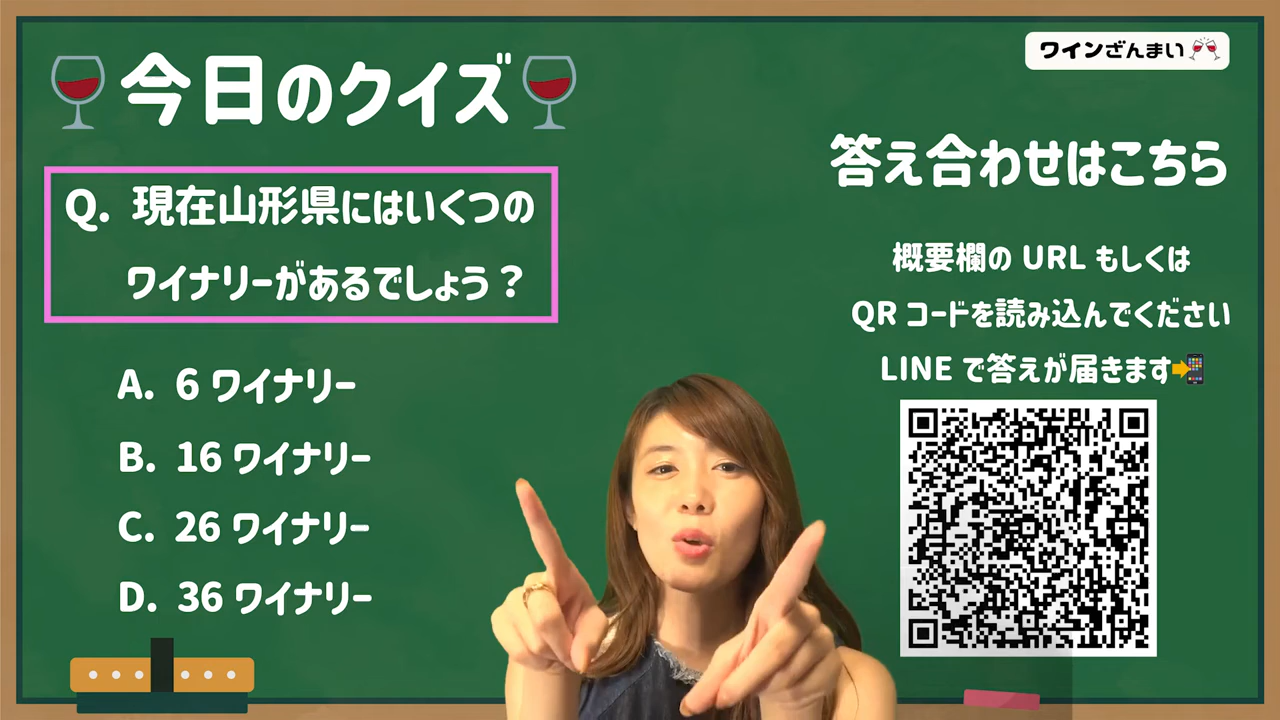 今日のクイズ
ワインざんまい
Q. 現在山形県にはいくつの
ワイナリーがあるでしょう？
A. 6 ワイナリー
B. 16 ワイナリー
C. 26 ワイナリー
D. 36 ワイナリー
答え合わせはこちら
概要欄の URL もしくは
QR コードを読み込んでください
LINE で答えが届きます